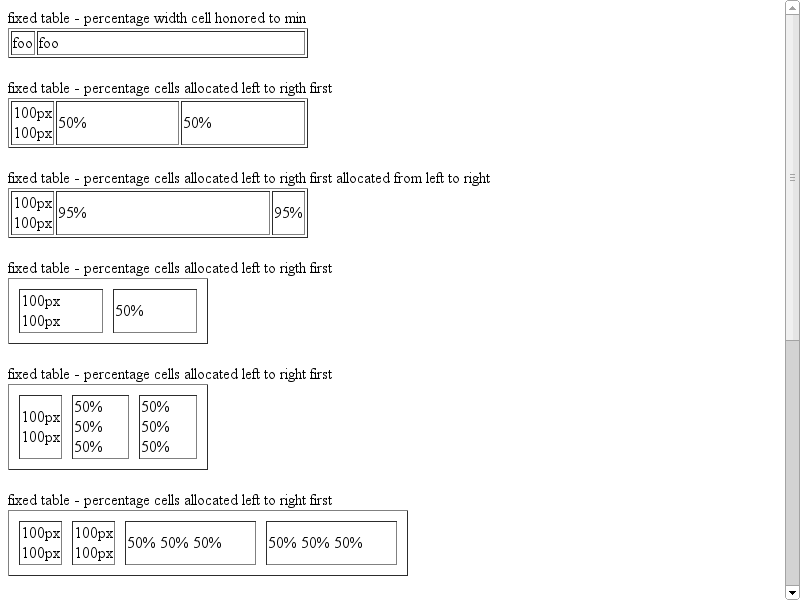 fixed table - percentage width cell honored to min
foo foo
fixed table - percentage cells allocated left to rigth first
100px
100px
50% 50%
fixed table - percentage cells allocated left to rigth first allocated from left to right
100px
100px
95% 95%
fixed table - percentage cells allocated left to rigth first
100px
100px
50%
fixed table - percentage cells allocated left to right first
100px
100px
50%
50%
50%
50%
50%
50%
fixed table - percentage cells allocated left to right first
100px
100px
100px
100px
50% 50% 50%
50% 50% 50%